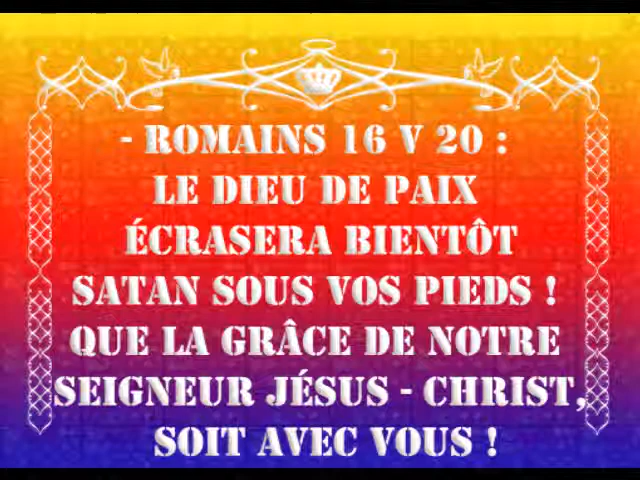 - ROMAINS 16 V 20 :
LE DIEU DE PAIX
ÉCRASERA BIENTÔT
SATAN SOUS VOS PIEDS !
QUE LA GRÂCE DE NOTRE
SEIGNEUR JÉSUS - CHRIST,
SOIT AVEC VOUS !